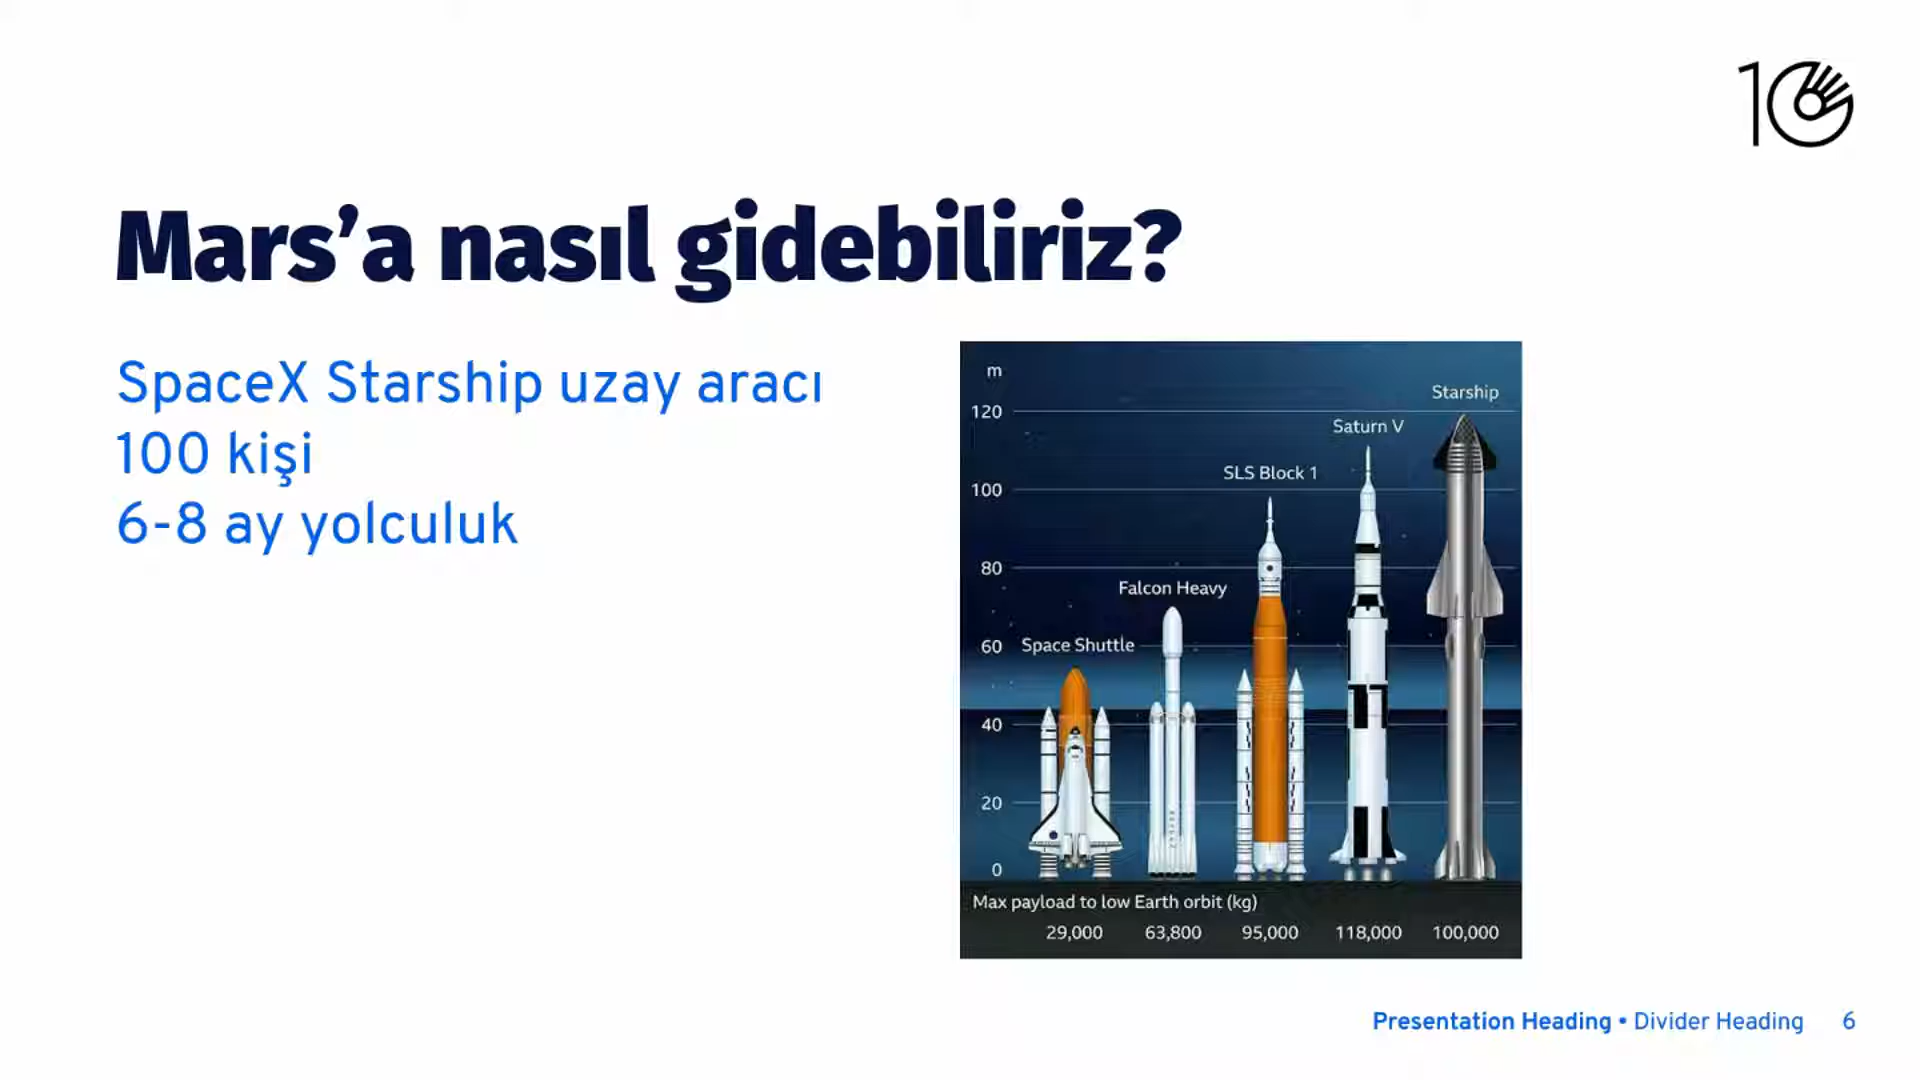 10
Mars’a nasıl gidebiliriz?
SpaceX Starship uzay aracı
100 kişi
6-8 ay yolculuk
m
Starship
120
Saturn V
SLS Block 1
100
80
Falcon Heavy
60
Space Shuttle
40
20
0
Max payload to low Earth orbit (kg)
29,000 63,800 95,000 118,000 100,000
Presentation Heading • Divider Heading 6